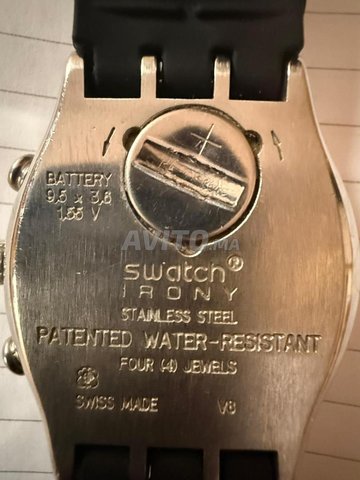 BATTERY
9,5 x 3,6
1,55 V
AVITO.MA
swatch®
IRONY
STAINLESS STEEL
PATENTED WATER-RESISTANT
FOUR (4) JEWELS
SWISS MADE V8